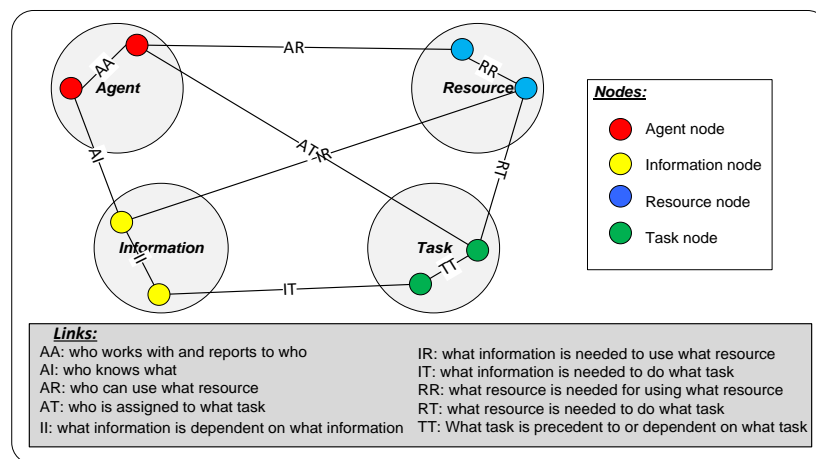 AR
AA
Agent
RR
Resource
Nodes:
Agent node
Information node
Resource node
Task node
AT
IR
AI
RT
Information
II
Task
TT
IT
Links:
AA: who works with and reports to who
AI: who knows what
AR: who can use what resource
AT: who is assigned to what task
II: what information is dependent on what information
IR: what information is needed to use what resource
IT: what information is needed to do what task
RR: what resource is needed for using what resource
RT: what resource is needed to do what task
TT: What task is precedent to or dependent on what task